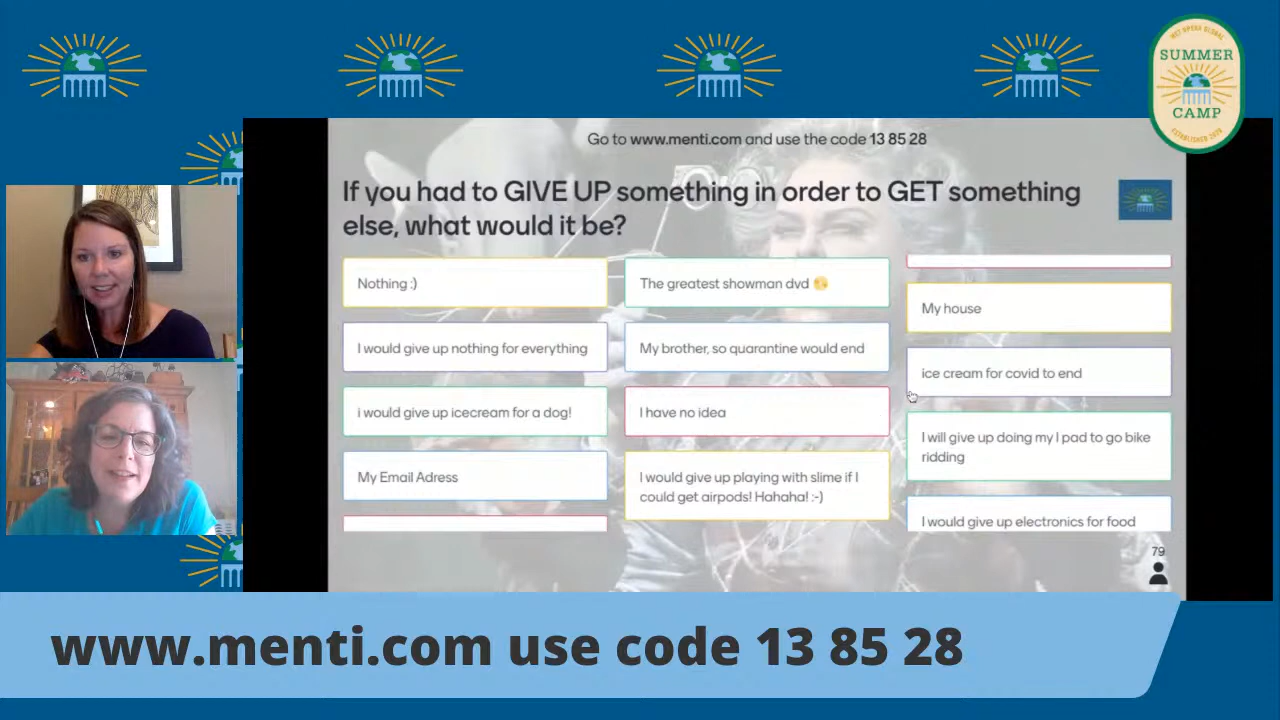 MET OPERA GLOBAL
SUMMER
CAMP
ESTABLISHED 2020
Go to www.menti.com and use the code 13 85 28
If you had to GIVE UP something in order to GET something
else, what would it be?
Nothing :)
I would give up nothing for everything
i would give up icecream for a dog!
My Email Adress
The greatest showman dvd 😘
My brother, so quarantine would end
I have no idea
I would give up playing with slime if I
could get airpods! Hahaha! :-)
My house
ice cream for covid to end
I will give up doing my I pad to go bike
ridding
I would give up electronics for food
79
www.menti.com use code 13 85 28